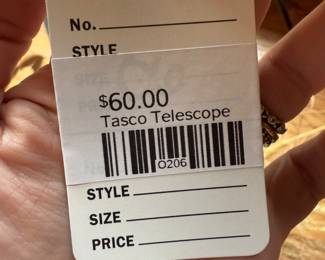 No.
STYLE
$60.00
Tasco Telescope
O206
STYLE
SIZE
PRICE